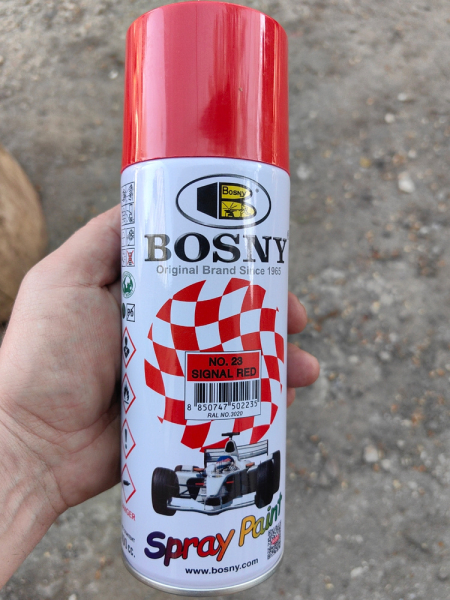 BOSNY
BOSNY
Original Brand Since 1965
NO. 23
SIGNAL RED
8 850747 502235
RAL NO.3020
Spray Paint
www.bosny.com
cc.